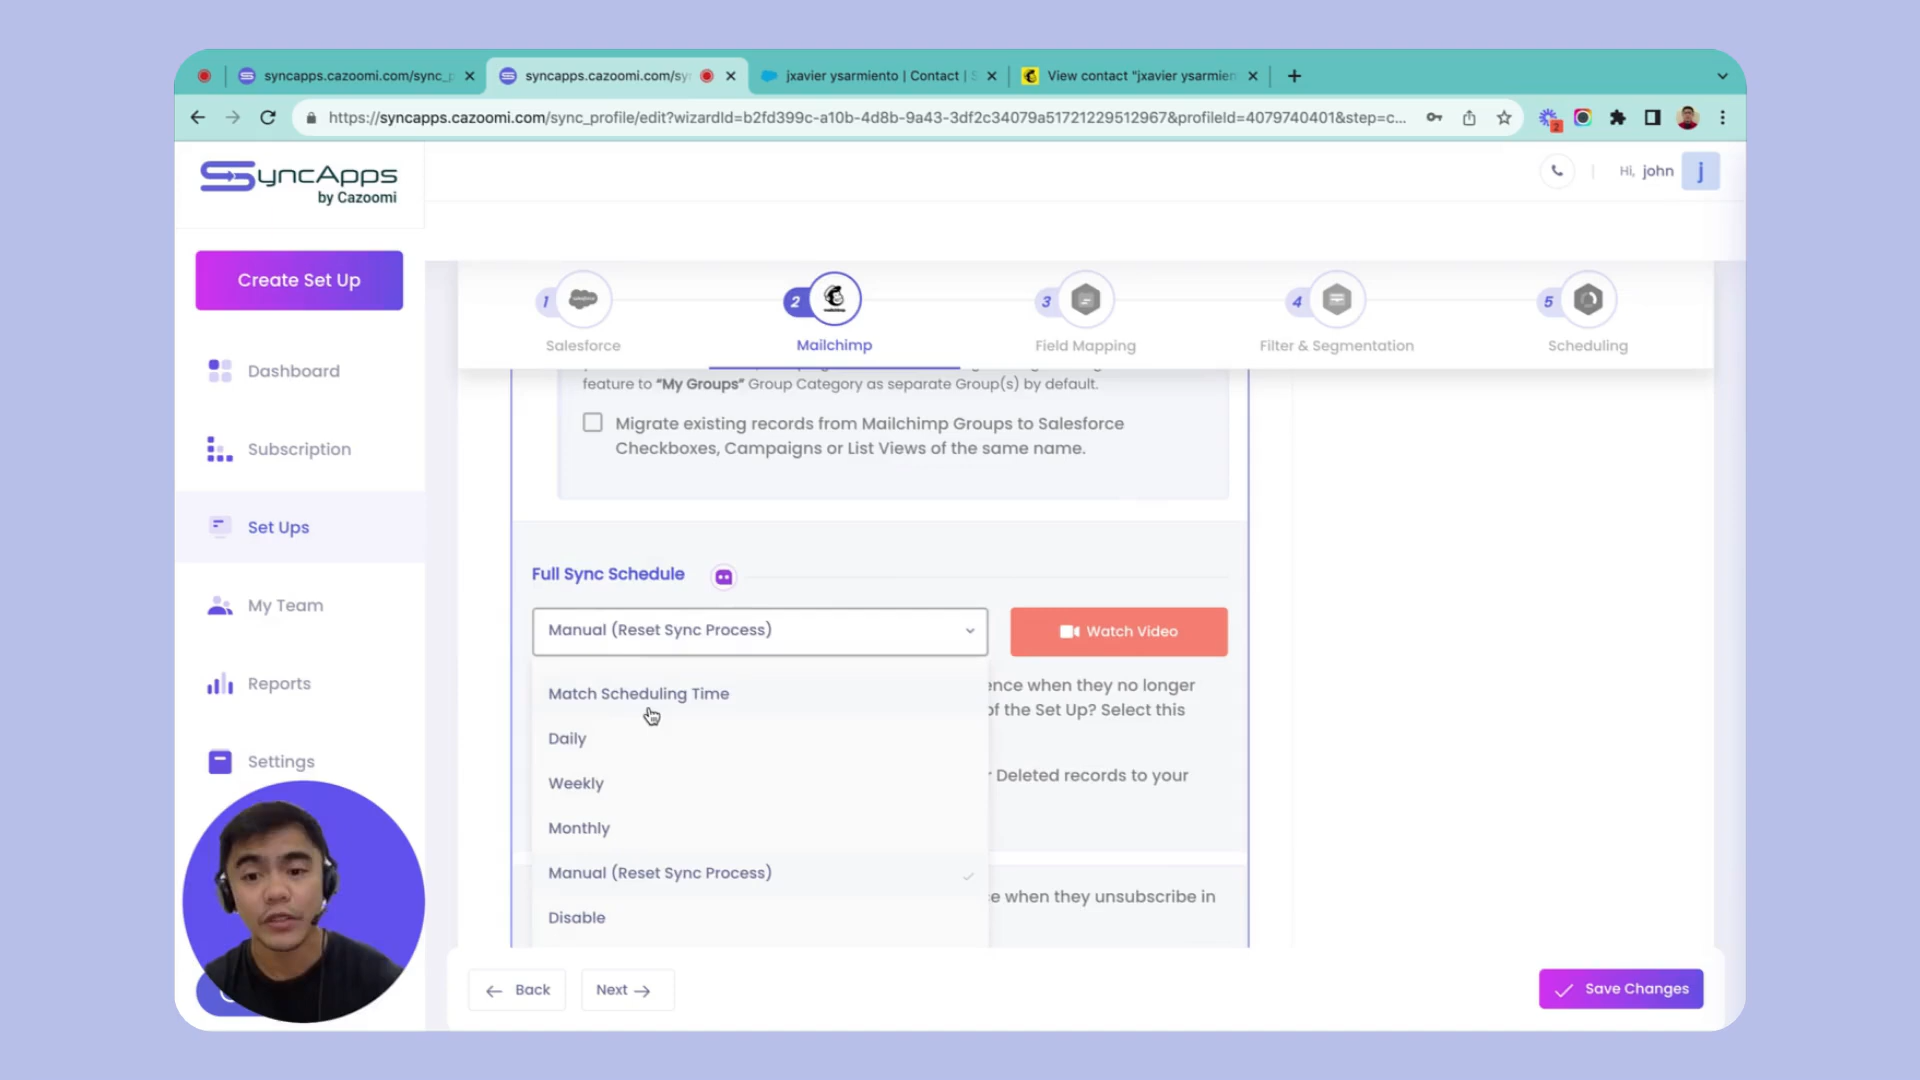 syncapps.cazoomi.com/sync_p
syncapps.cazoomi.com/sy
jxavier ysarmiento | Contact | S
View contact "jxavier ysarmien
https://syncapps.cazoomi.com/sync_profile/edit?wizardId=b2fd399c-a10b-4d8b-9a43-3df2c34079a51721229512967&profileId=4079740401&step=c...
2
SyncApps
by Cazoomi
Hi, john
j
Create Set Up
Dashboard
Subscription
Set Ups
My Team
Reports
Settings
1
Salesforce
2
Mailchimp
3
Field Mapping
4
Filter & Segmentation
5
Scheduling
feature to "My Groups" Group Category as separate Group(s) by default.
Migrate existing records from Mailchimp Groups to Salesforce
Checkboxes, Campaigns or List Views of the same name.
Full Sync Schedule
Manual (Reset Sync Process)
Watch Video
Match Scheduling Time
Daily
Weekly
Monthly
Manual (Reset Sync Process)
Disable
ence when they no longer
of the Set Up? Select this
r Deleted records to your
e when they unsubscribe in
Back
Next
Save Changes